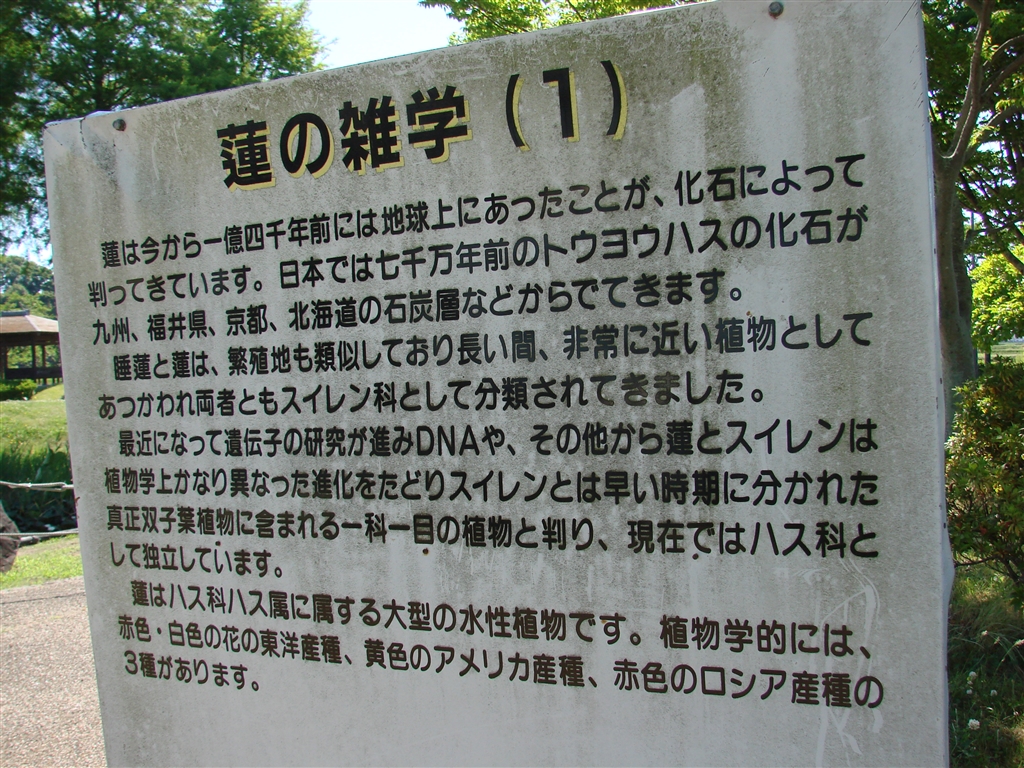 蓮の雑学(1)
蓮は今から一億四千年前には地球上にあったことが、化石によって
判ってきています。日本では七千万年前のトウヨウハスの化石が
九州、福井県、京都、北海道の石炭層などからでてきます。
睡蓮と蓮は、繁殖地も類似しており長い間、非常に近い植物として
あつかわれ両者ともスイレン科として分類されてきました。
最近になって遺伝子の研究が進みDNAや、その他から蓮とスイレンは
植物学上かなり異なった進化をたどりスイレンとは早い時期に分かれた
真正双子葉植物に含まれる一科一目の植物と判り、現在ではハス科と
して独立しています。
蓮はハス科ハス属に属する大型の水性植物です。植物学的には、
赤色・白色の花の東洋産種、黄色のアメリカ産種、赤色のロシア産種の
3種があります。